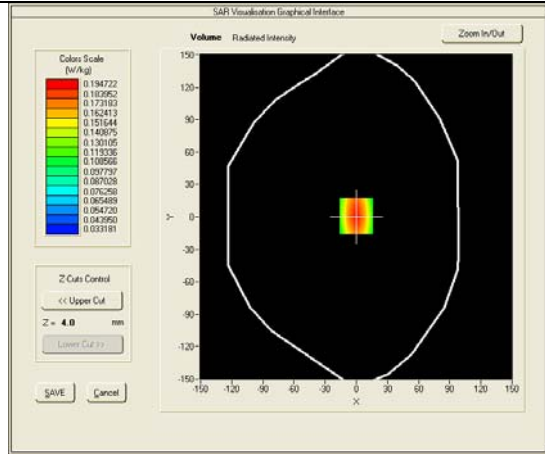 SAR Visualisation Graphical Interface
Volume Radiated Intensity
Zoom In/Out
Colors Scale
(W/kg)
0.194722
0.183952
0.173183
0.162413
0.151644
0.140875
0.130105
0.119336
0.108566
0.097797
0.087028
0.076258
0.065489
0.054720
0.043950
0.033181
Z-Cuts Control
<< Upper Cut
Z = 4.0 mm
Lower Cut >>
SAVE Cancel
150-
120-
90-
60-
30-
0-
-30-
-60-
-90-
-120-
-150-
Y
-150 -120 -90 -60 -30 0 30 60 90 120 150
X